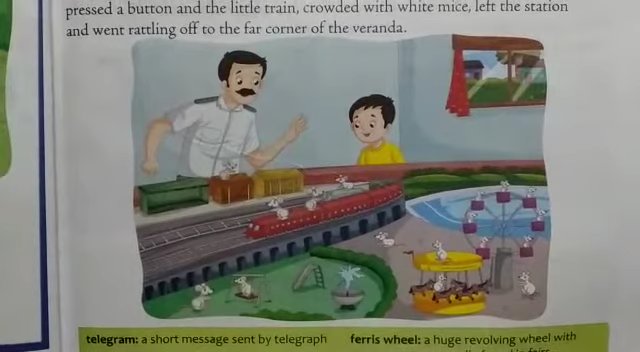 pressed a button and the little train, crowded with white mice, left the station
and went rattling off to the far corner of the veranda.
telegram: a short message sent by telegraph
ferris wheel: a huge revolving wheel with